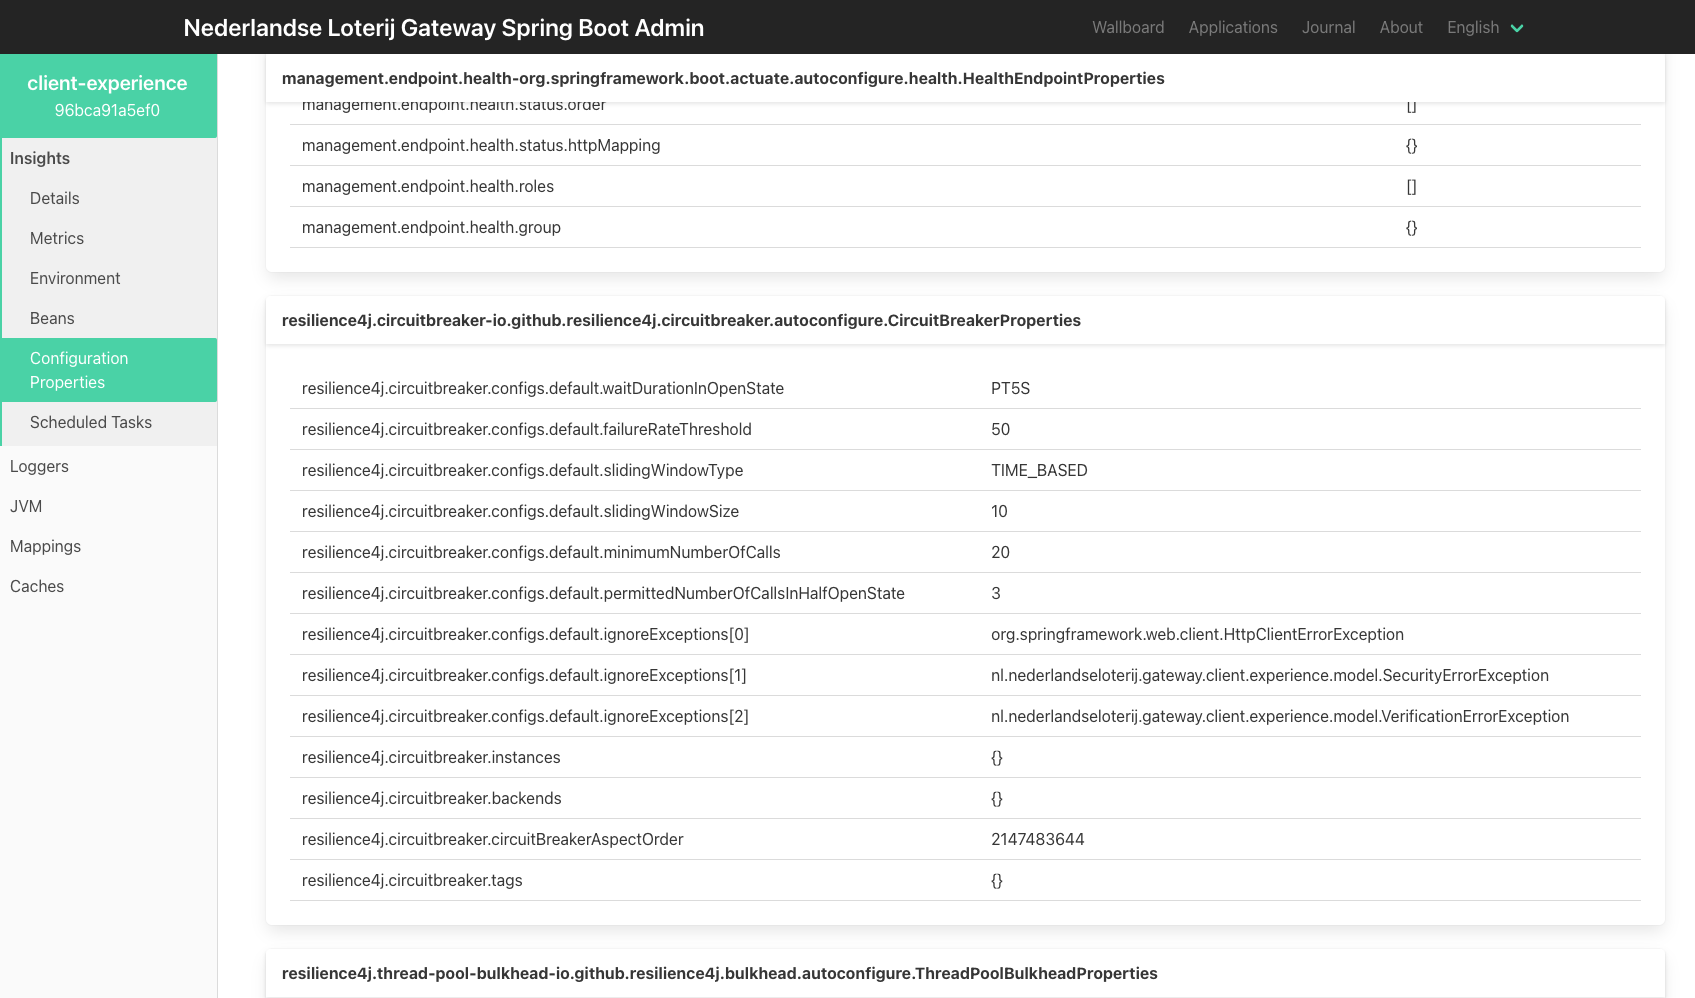 Nederlandse Loterij Gateway Spring Boot Admin
Wallboard Applications Journal About English
client-experience
96bca91a5ef0
Insights
Details
Metrics
Environment
Beans
Configuration
Properties
Scheduled Tasks
Loggers
JVM
Mappings
Caches
management.endpoint.health-org.springframework.boot.actuate.autoconfigure.health.HealthEndpointProperties
management.endpoint.health.status.order []
management.endpoint.health.status.httpMapping {}
management.endpoint.health.roles []
management.endpoint.health.group {}
resilience4j.circuitbreaker-io.github.resilience4j.circuitbreaker.autoconfigure.CircuitBreakerProperties
resilience4j.circuitbreaker.configs.default.waitDurationInOpenState PT5S
resilience4j.circuitbreaker.configs.default.failureRateThreshold 50
resilience4j.circuitbreaker.configs.default.slidingWindowType TIME_BASED
resilience4j.circuitbreaker.configs.default.slidingWindowSize 10
resilience4j.circuitbreaker.configs.default.minimumNumberOfCalls 20
resilience4j.circuitbreaker.configs.default.permittedNumberOfCallsInHalfOpenState 3
resilience4j.circuitbreaker.configs.default.ignoreExceptions[0] org.springframework.web.client.HttpClientErrorException
resilience4j.circuitbreaker.configs.default.ignoreExceptions[1] nl.nederlandseloterij.gateway.client.experience.model.SecurityErrorException
resilience4j.circuitbreaker.configs.default.ignoreExceptions[2] nl.nederlandseloterij.gateway.client.experience.model.VerificationErrorException
resilience4j.circuitbreaker.instances {}
resilience4j.circuitbreaker.backends {}
resilience4j.circuitbreaker.circuitBreakerAspectOrder 2147483644
resilience4j.circuitbreaker.tags {}
resilience4j.thread-pool-bulkhead-io.github.resilience4j.bulkhead.autoconfigure.ThreadPoolBulkheadProperties